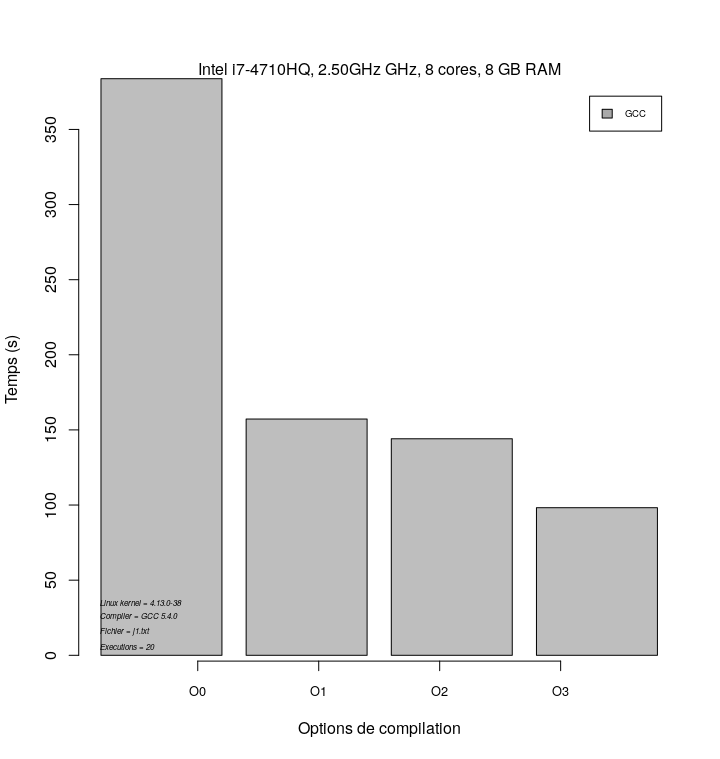 Intel i7-4710HQ, 2.50GHz GHz, 8 cores, 8 GB RAM
GCC
Temps (s)
350
300
250
200
150
100
50
0
Linux kernel = 4.13.0-38
Compiler = GCC 5.4.0
Fichier = j1.txt
Executions = 20
O0 O1 O2 O3
Options de compilation